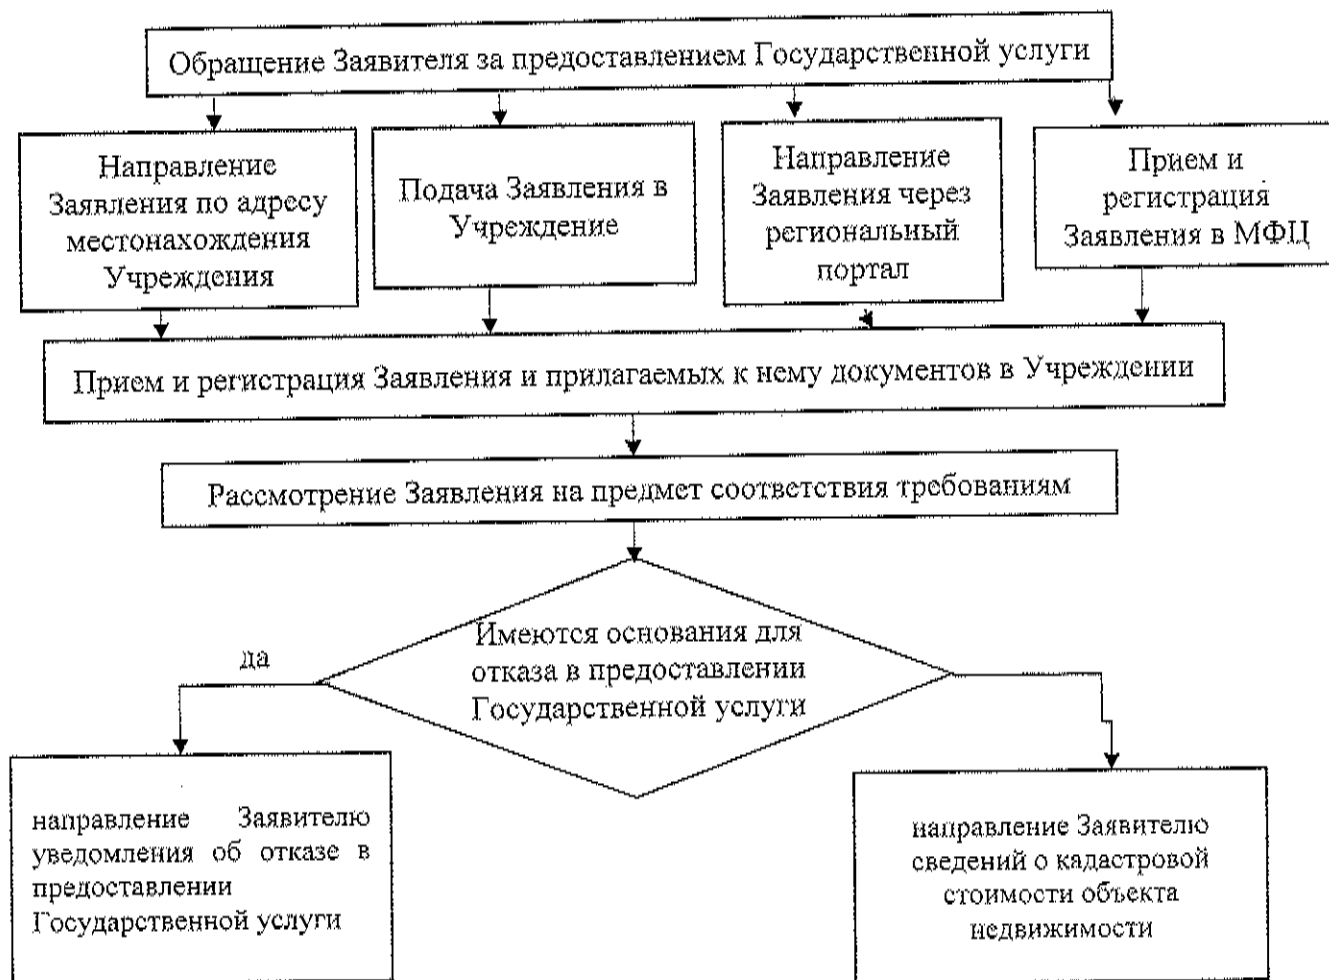 Обращение Заявителя за предоставлением Государственной услуги
Направление
Заявления по адресу
местонахождения
Учреждения
Подача Заявления в
Учреждение
Направление
Заявления через
региональный
портал
Прием и
регистрация
Заявления в МФЦ
Прием и регистрация Заявления и прилагаемых к нему документов в Учреждении
Рассмотрение Заявления на предмет соответствия требованиям
Имеются основания для
отказа в предоставлении
Государственной услуги
да
направление Заявителю
уведомления об отказе в
предоставлении
Государственной услуги
направление Заявителю
сведений о кадастровой
стоимости объекта
недвижимости